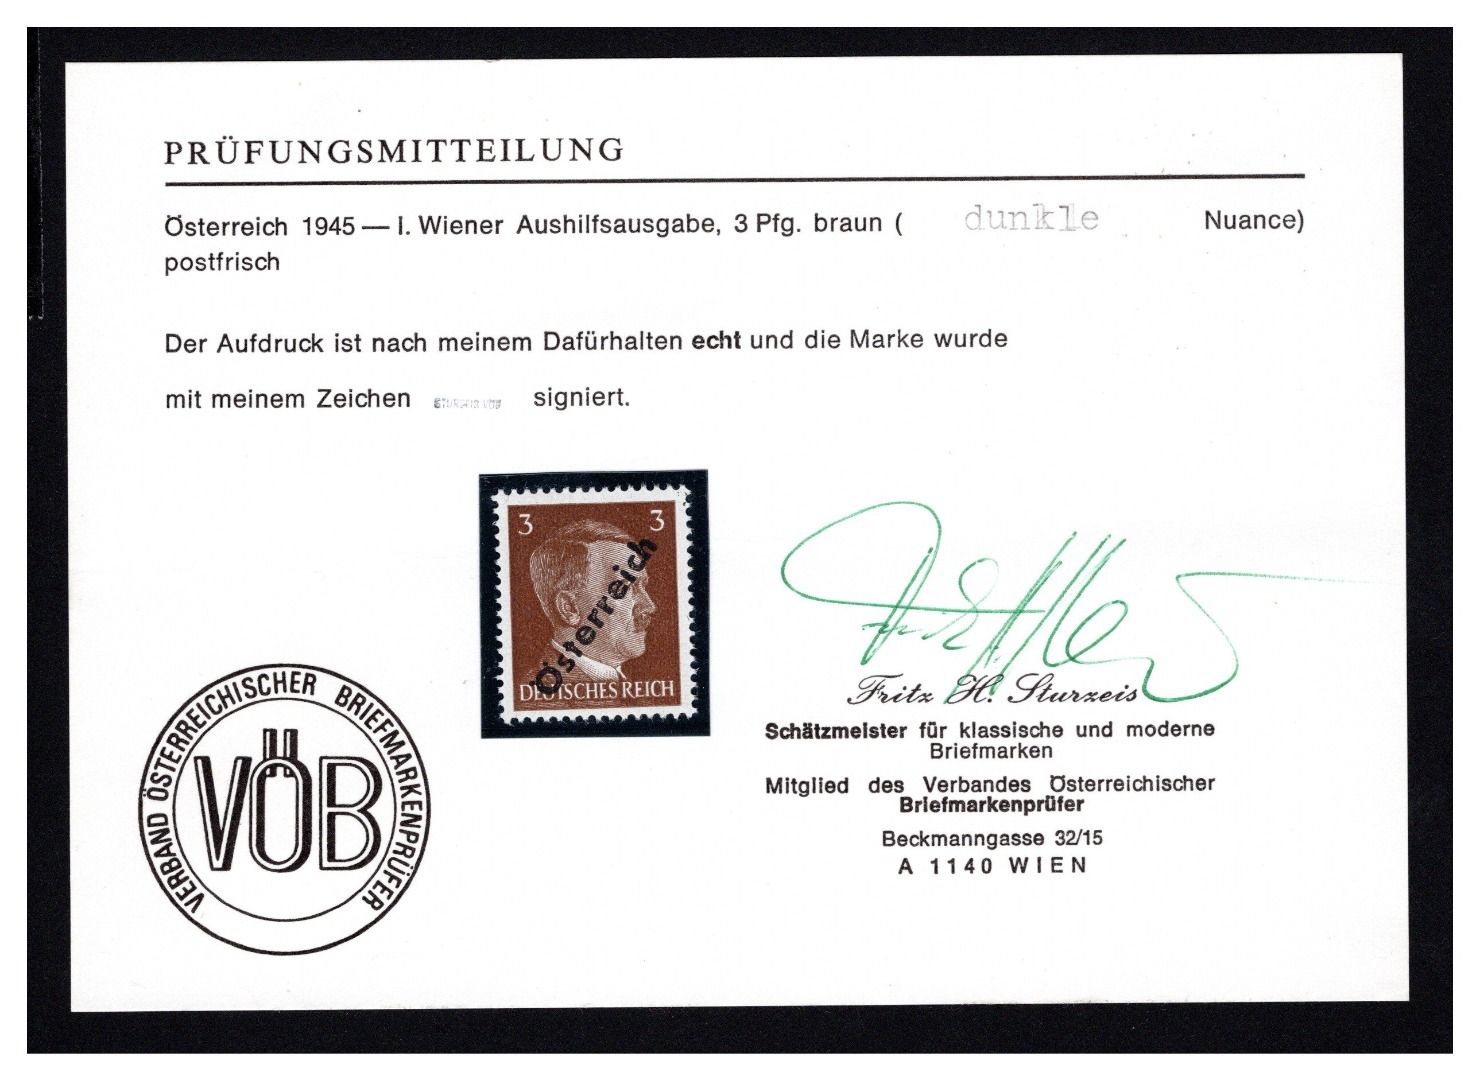 PRÜFUNGSMITTEILUNG
Österreich 1945 — I. Wiener Aushilfsausgabe, 3 Pfg. braun ( dunkle Nuance)
postfrisch
Der Aufdruck ist nach meinem Dafürhalten echt und die Marke wurde
mit meinem Zeichen STURZEIS VÖB signiert.
3 3
Österreich
DEUTSCHES REICH
Fritz H. Sturzeis
Schätzmeister für klassische und moderne
Briefmarken
Mitglied des Verbandes Österreichischer
Briefmarkenprüfer
Beckmanngasse 32/15
A 1140 WIEN
VERBAND ÖSTERREICHISCHER BRIEFMARKENPRÜFER
VÖB